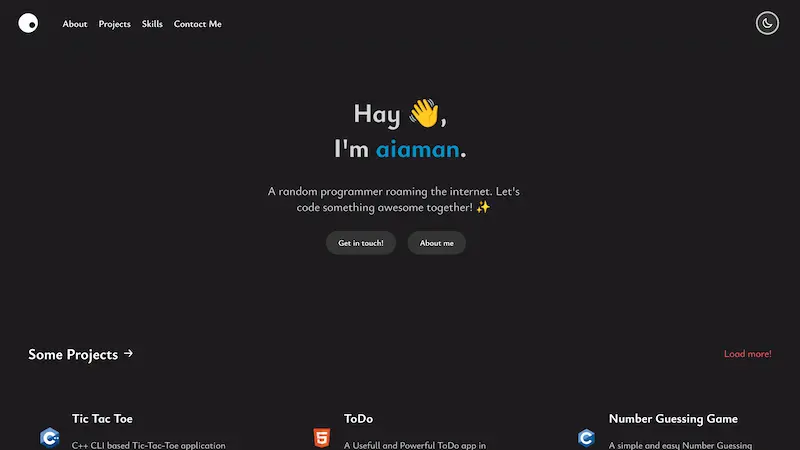 About Projects Skills Contact Me
Hay 👋,
I'm aiaman.
A random programmer roaming the internet. Let's
code something awesome together! ✨
Get in touch! About me
Some Projects →
Load more!
Tic Tac Toe
C++ CLI based Tic-Tac-Toe application
ToDo
A Usefull and Powerful ToDo app in
Number Guessing Game
A simple and easy Number Guessing